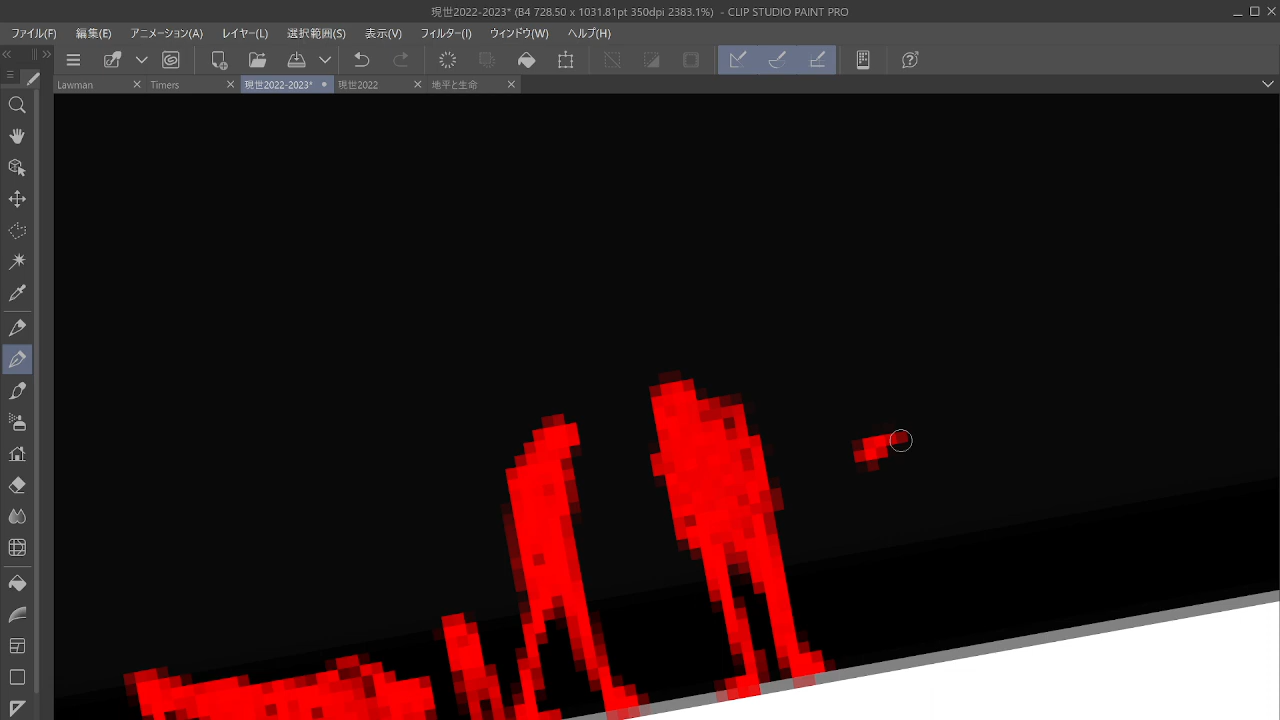 現世2022-2023* (B4 728.50 x 1031.81pt 350dpi 2383.1%) - CLIP STUDIO PAINT PRO
ファイル(F) 編集(E) アニメーション(A) レイヤー(L) 選択範囲(S) 表示(V) フィルター(I) ウィンドウ(W) ヘルプ(H)
Lawman Timers 現世2022-2023* 現世2022 地平と生命